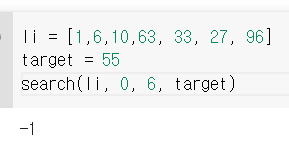 li = [1,6,10,63, 33, 27, 96]
target = 55
search(li, 0, 6, target)
-1